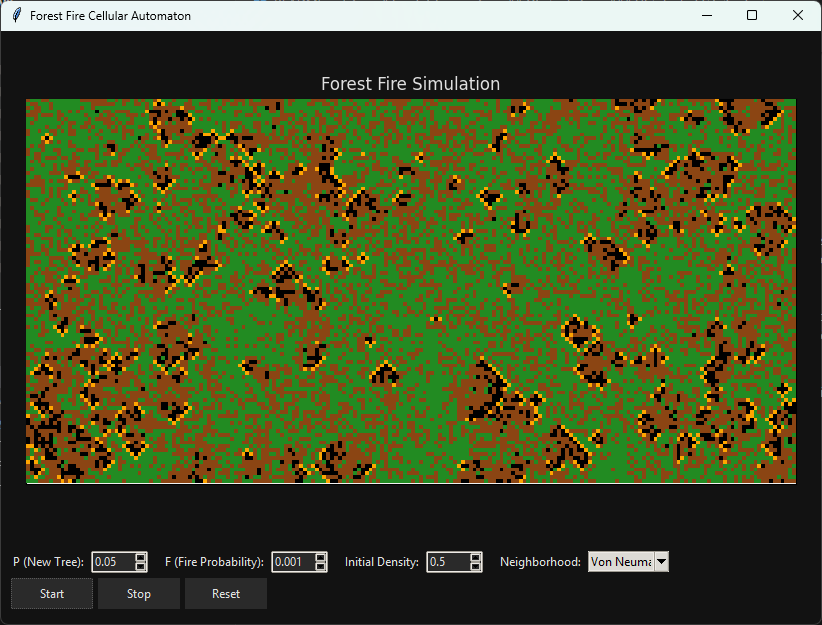 Forest Fire Cellular Automaton
Forest Fire Simulation
P (New Tree): 0.05 F (Fire Probability): 0.001 Initial Density: 0.5 Neighborhood: Von Neuma
Start Stop Reset